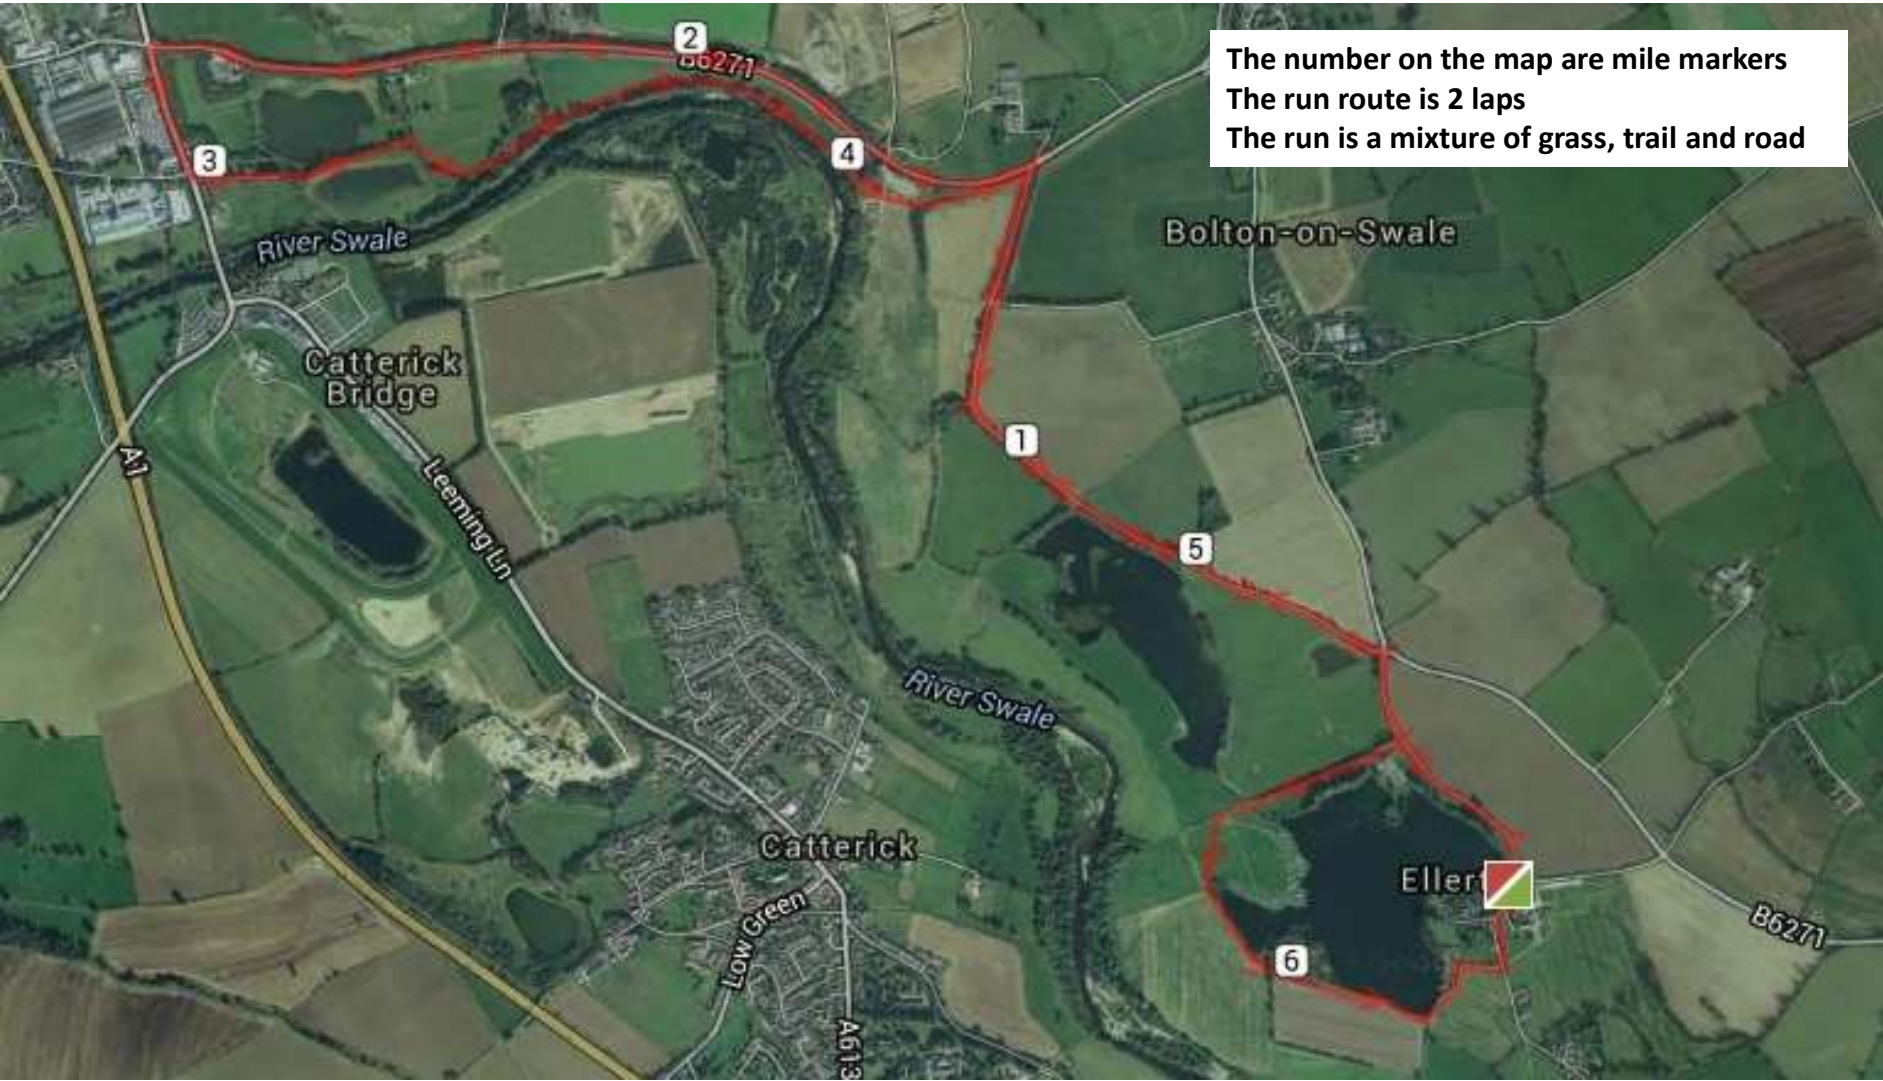 The number on the map are mile markers
The run route is 2 laps
The run is a mixture of grass, trail and road
2
B6271
3
4
River Swale
Bolton-on-Swale
Catterick
Bridge
1
A1
Leeming Ln
5
River Swale
Catterick
Ellert
Low Green
B6271
6
A613